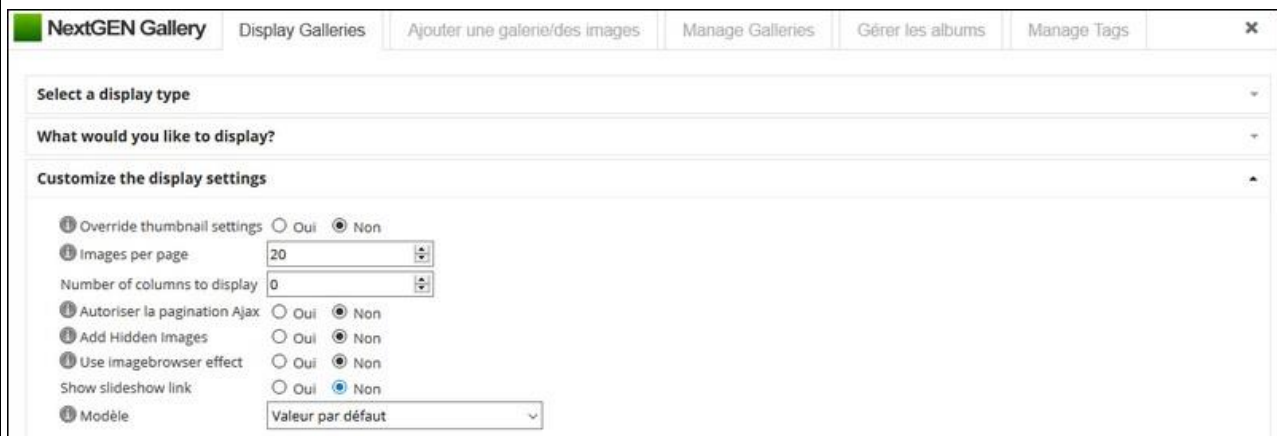 NextGEN Gallery Display Galleries Ajouter une galerie/des images Manage Galleries Gérer les albums Manage Tags ×
Select a display type
What would you like to display?
Customize the display settings
Override thumbnail settings Oui Non
Images per page 20
Number of columns to display 0
Autoriser la pagination Ajax Oui Non
Add Hidden Images Oui Non
Use imagebrowser effect Oui Non
Show slideshow link Oui Non
Modèle Valeur par défaut